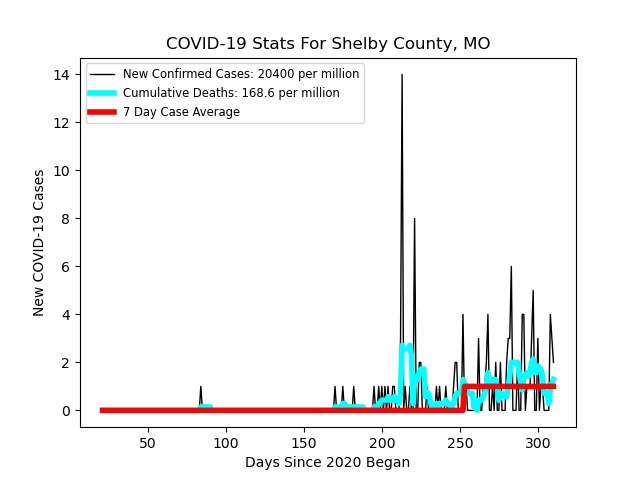 COVID-19 Stats For Shelby County, MO
New Confirmed Cases: 20400 per million
Cumulative Deaths: 168.6 per million
7 Day Case Average
14
12
10
8
6
4
2
0
New COVID-19 Cases
50 100 150 200 250 300
Days Since 2020 Began